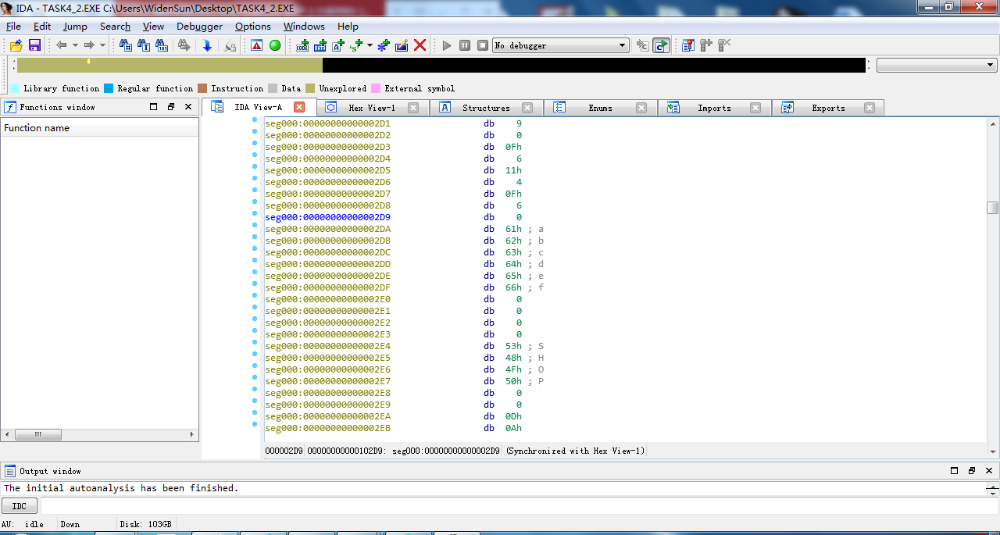 IDA - TASK4_2.EXE C:\Users\WidenSun\Desktop\TASK4_2.EXE
File Edit Jump Search View Debugger Options Windows Help
No debugger
Library function Regular function Instruction Data Unexplored External symbol
Functions window IDA View-A Hex View-1 Structures Enums Imports Exports
Function name
seg000:00000000000002D1 db 9
seg000:00000000000002D2 db 0
seg000:00000000000002D3 db 0Fh
seg000:00000000000002D4 db 6
seg000:00000000000002D5 db 11h
seg000:00000000000002D6 db 4
seg000:00000000000002D7 db 0Fh
seg000:00000000000002D8 db 6
seg000:00000000000002D9 db 0
seg000:00000000000002DA db 61h ; a
seg000:00000000000002DB db 62h ; b
seg000:00000000000002DC db 63h ; c
seg000:00000000000002DD db 64h ; d
seg000:00000000000002DE db 65h ; e
seg000:00000000000002DF db 66h ; f
seg000:00000000000002E0 db 0
seg000:00000000000002E1 db 0
seg000:00000000000002E2 db 0
seg000:00000000000002E3 db 0
seg000:00000000000002E4 db 53h ; S
seg000:00000000000002E5 db 48h ; H
seg000:00000000000002E6 db 4Fh ; O
seg000:00000000000002E7 db 50h ; P
seg000:00000000000002E8 db 0
seg000:00000000000002E9 db 0
seg000:00000000000002EA db 0Dh
seg000:00000000000002EB db 0Ah
000002D9 00000000000102D9: seg000:00000000000002D9 (Synchronized with Hex View-1)
Output window
The initial autoanalysis has been finished.
IDC
AU: idle Down Disk: 103GB